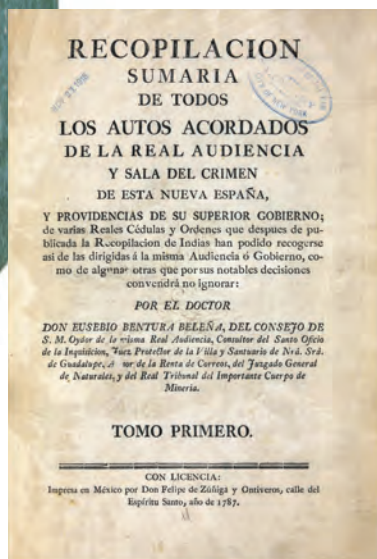 RECOPILACION
SUMARIA
DE TODOS
LOS AUTOS ACORDADOS
DE LA REAL AUDIENCIA
Y SALA DEL CRIMEN
DE ESTA NUEVA ESPAÑA,
Y PROVIDENCIAS DE SU SUPERIOR GOBIERNO;
de varias Reales Cédulas y Ordenes que despues de pu-
blicada la Recopilacion de Indias han podido recogerse
asi de las dirigidas á la misma Audiencia ó Gobierno, co-
mo de algunas otras que por sus notables decisiones
convendrá no ignorar:
POR EL DOCTOR
DON EUSEBIO BENTURA BELEÑA, DEL CONSEJO DE
S. M. Oydor de la misma Real Audiencia, Consultor del Santo Oficio
de la Inquisicion, Juez Protector de la Villa y Santuario de Nrâ. Srâ.
de Guadalupe, de la Renta de Correos, del Juzgado General
de Naturales, y del Real Tribunal del Importante Cuerpo de
Mineria.
TOMO PRIMERO.
CON LICENCIA:
Impresa en México por Don Felipe de Zúñiga y Ontiveros, calle del
Espíritu Santo, año de 1787.